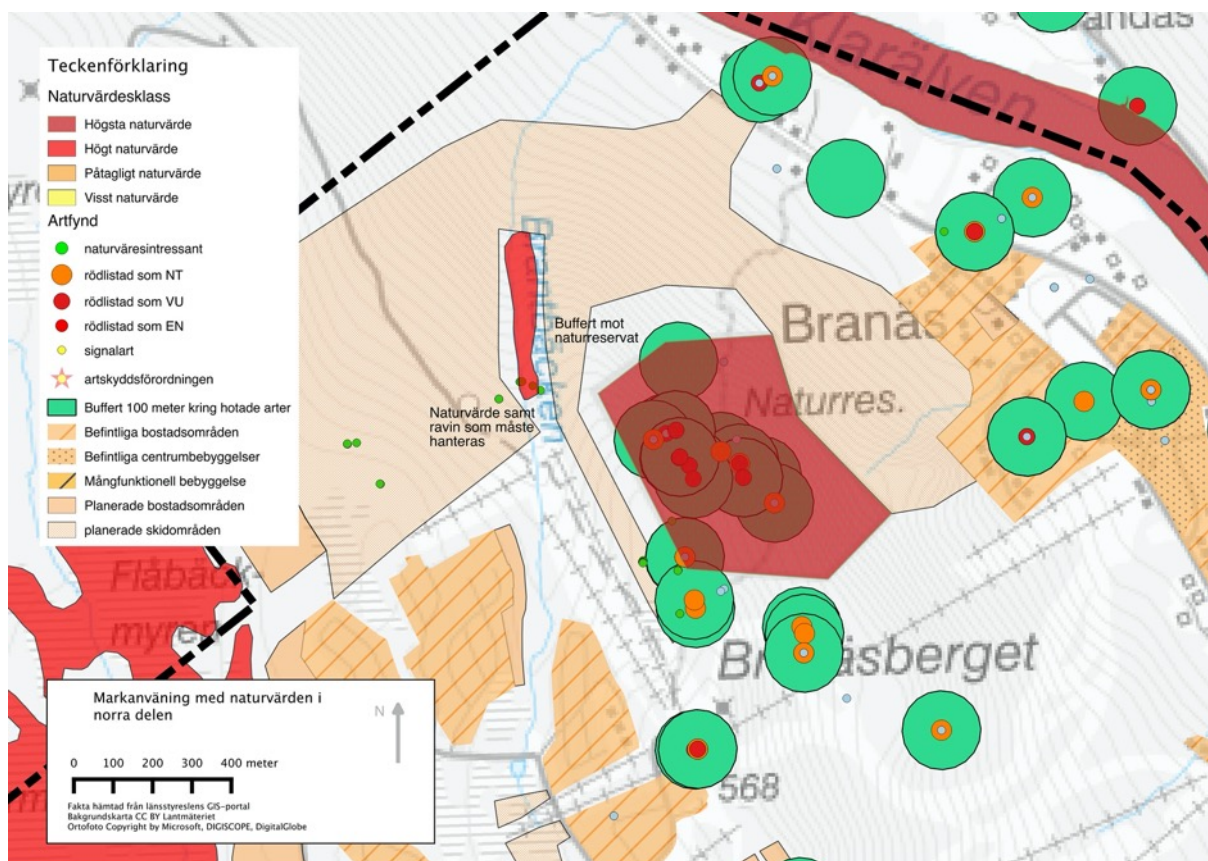 Klarälven
Teckenförklaring
Naturvärdesklass
Högsta naturvärde
Högt naturvärde
Påtagligt naturvärde
Visst naturvärde
Artfynd
naturväresintressant
rödlistad som NT
rödlistad som VU
rödlistad som EN
signalart
artskyddsförordningen
Buffert 100 meter kring hotade arter
Befintliga bostadsområden
Befintliga centrumbebyggelser
Mångfunktionell bebyggelse
Planerade bostadsområden
planerade skidområden
Brantbäcken
Buffert mot
naturreservat
Branäs
Naturres.
Naturvärde samt
ravin som måste
hanteras
Flåbäck-
myren
Branäsberget
568
Markanväning med naturvärden i
norra delen
N
0 100 200 300 400 meter
Fakta hämtad från länsstyreslens GIS-portal
Bakgrundskarta CC BY Lantmäteriet
Ortofoto Copyright by Microsoft, DIGISCOPE, DigitalGlobe